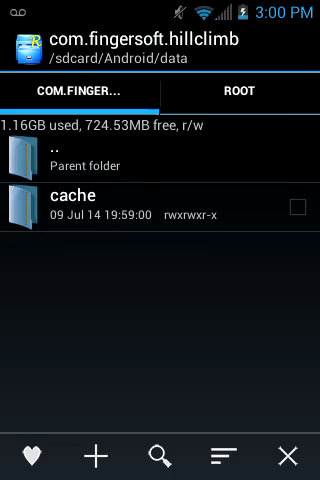 3:00 PM
com.fingersoft.hillclimb
/sdcard/Android/data
COM.FINGER...
ROOT
1.16GB used, 724.53MB free, r/w
..
Parent folder
cache
09 Jul 14 19:59:00 rwxrwxr-x